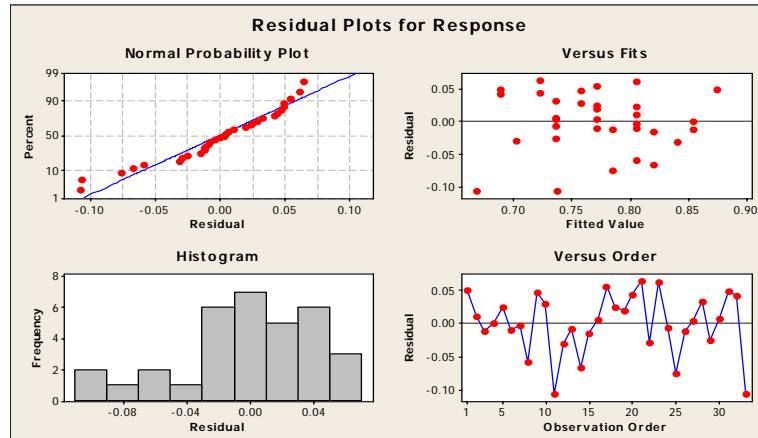 Residual Plots for Response
Normal Probability Plot
99
90
50
10
1
Percent
-0.10 -0.05 0.00 0.05 0.10
Residual
Versus Fits
0.05
0.00
-0.05
-0.10
Residual
0.70 0.75 0.80 0.85 0.90
Fitted Value
Histogram
8
6
4
2
0
Frequency
-0.08 -0.04 0.00 0.04
Residual
Versus Order
0.05
0.00
-0.05
-0.10
Residual
1 5 10 15 20 25 30
Observation Order